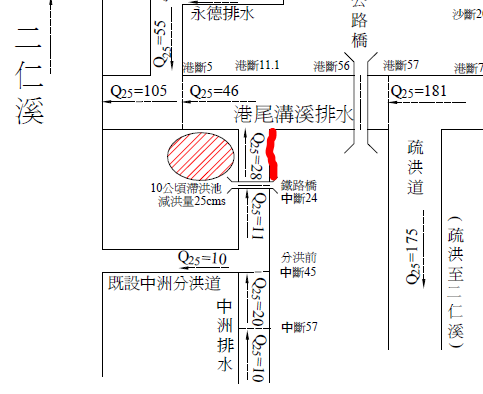 永德排水
公路橋
沙斷20
二仁溪
Q25=55
港斷5
港斷11.1
港斷56
港斷57
港斷7
Q25=105
Q25=46
Q25=181
港尾溝溪排水
Q25=28
疏洪道
10公頃滯洪池
減洪量25cms
鐵路橋
中斷24
Q25=11
Q25=175
(疏洪至二仁溪)
Q25=10
分洪前
中斷45
既設中洲分洪道
Q25=20
中洲排水
中斷57
Q25=10